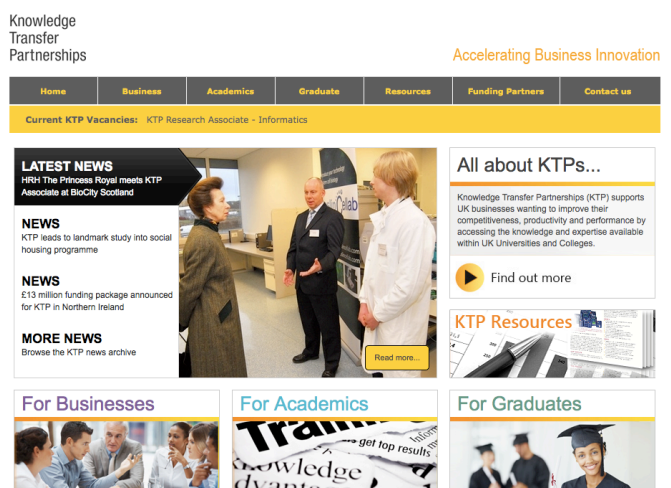 Knowledge
Transfer
Partnerships
Accelerating Business Innovation
Home
Business
Academics
Graduate
Resources
Funding Partners
Contact us
Current KTP Vacancies: KTP Research Associate - Informatics
LATEST NEWS
HRH The Princess Royal meets KTP
Associate at BioCity Scotland
NEWS
KTP leads to landmark study into social
housing programme
NEWS
£13 million funding package announced
for KTP in Northern Ireland
MORE NEWS
Browse the KTP news archive
Read more...
All about KTPs...
Knowledge Transfer Partnerships (KTP) supports
UK businesses wanting to improve their
competitiveness, productivity and performance by
accessing the knowledge and expertise available
within UK Universities and Colleges.
Find out more
KTP Resources
For Businesses
For Academics
get top results
For Graduates